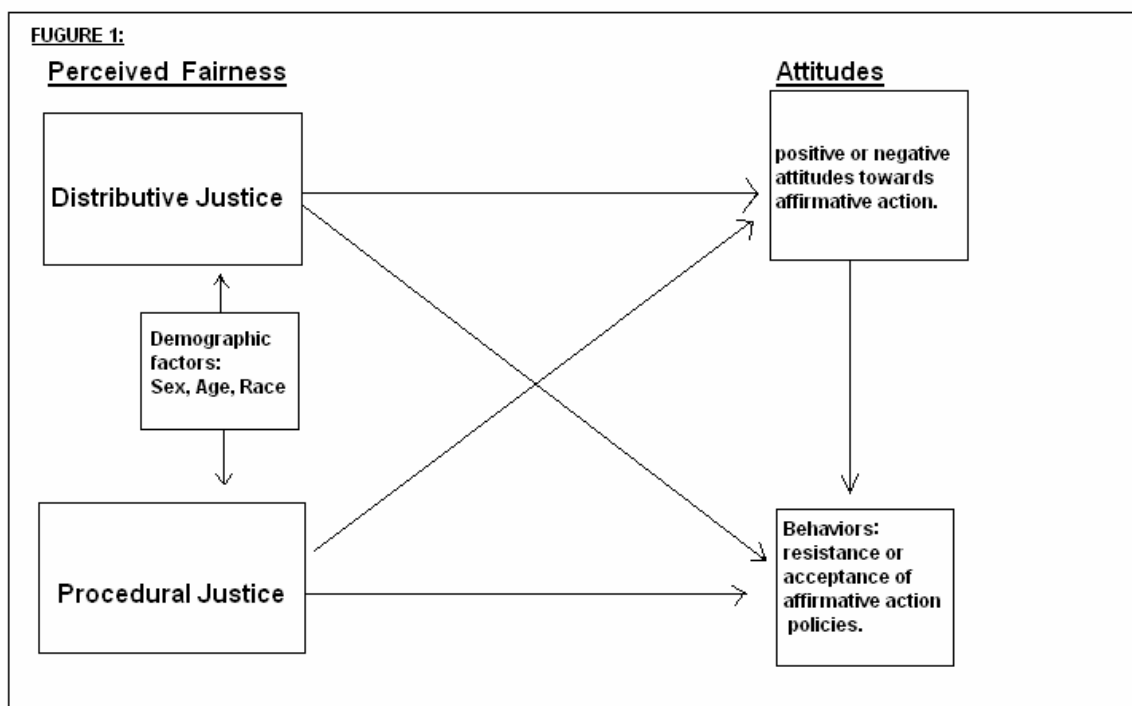 FUGURE 1:
Perceived Fairness
Attitudes
Distributive Justice
positive or negative
attitudes towards
affirmative action.
Demographic
factors:
Sex, Age, Race
Procedural Justice
Behaviors:
resistance or
acceptance of
affirmative action
policies.